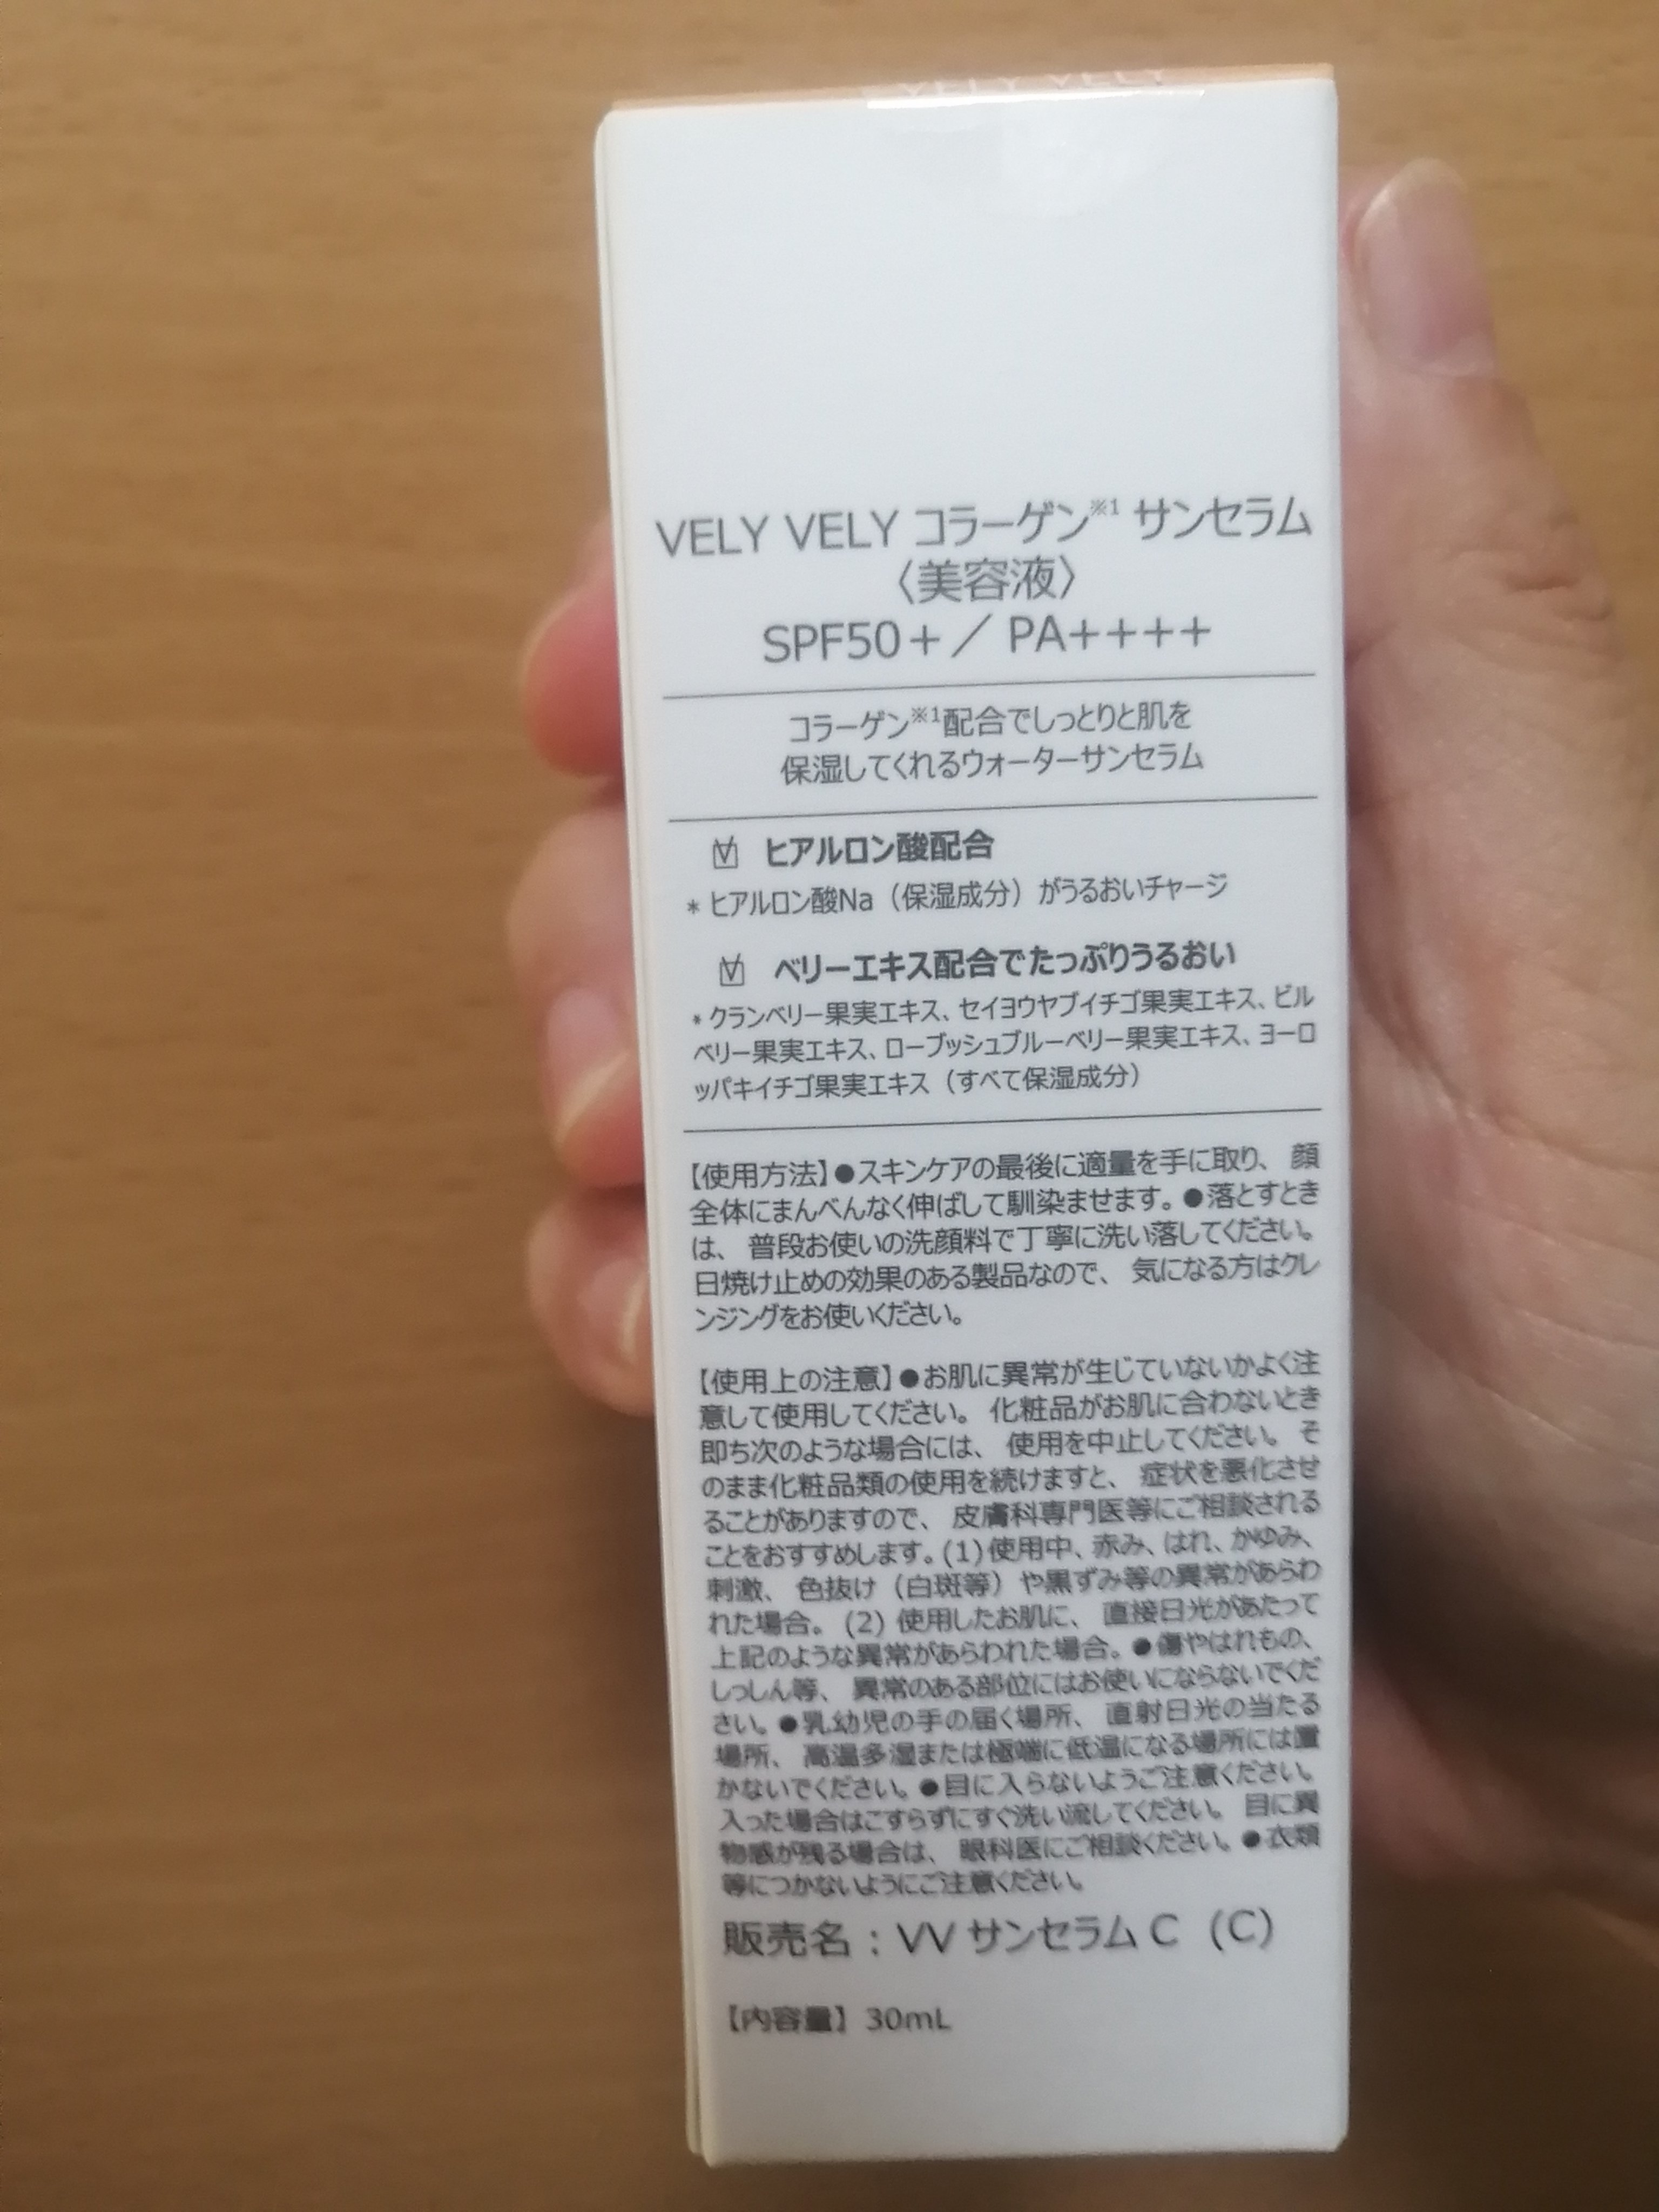 VELY VELY
VELY VELY コラーゲン※1 サンセラム
〈美容液〉
SPF50+／PA++++
コラーゲン※1配合でしっとりと肌を
保湿してくれるウォーターサンセラム
ヒアルロン酸配合
* ヒアルロン酸Na（保湿成分）がうるおいチャージ
ベリーエキス配合でたっぷりうるおい
* クランベリー果実エキス、セイヨウヤブイチゴ果実エキス、ビル
ベリー果実エキス、ローブッシュブルーベリー果実エキス、ヨーロ
ッパキイチゴ果実エキス（すべて保湿成分）
【使用方法】●スキンケアの最後に適量を手に取り、顔
全体にまんべんなく伸ばして馴染ませます。●落とすとき
は、普段お使いの洗顔料で丁寧に洗い落してください。
日焼け止めの効果のある製品なので、気になる方はクレ
ンジングをお使いください。
【使用上の注意】●お肌に異常が生じていないかよく注
意して使用してください。化粧品がお肌に合わないとき
即ち次のような場合には、使用を中止してください。そ
のまま化粧品類の使用を続けますと、症状を悪化させ
ることがありますので、皮膚科専門医等にご相談される
ことをおすすめします。(1)使用中、赤み、はれ、かゆみ、
刺激、色抜け（白斑等）や黒ずみ等の異常があらわ
れた場合。(2) 使用したお肌に、直接日光があたって
上記のような異常があらわれた場合。●傷やはれもの、
しっしん等、異常のある部位にはお使いにならないでくだ
さい。●乳幼児の手の届く場所、直射日光の当たる
場所、高温多湿または極端に低温になる場所には置
かないでください。●目に入らないようご注意ください。
入った場合はこすらずにすぐ洗い流してください。目に異
物感が残る場合は、眼科医にご相談ください。●衣類
等につかないようにご注意ください。
販売名：VV サンセラム C (C)
【内容量】30mL